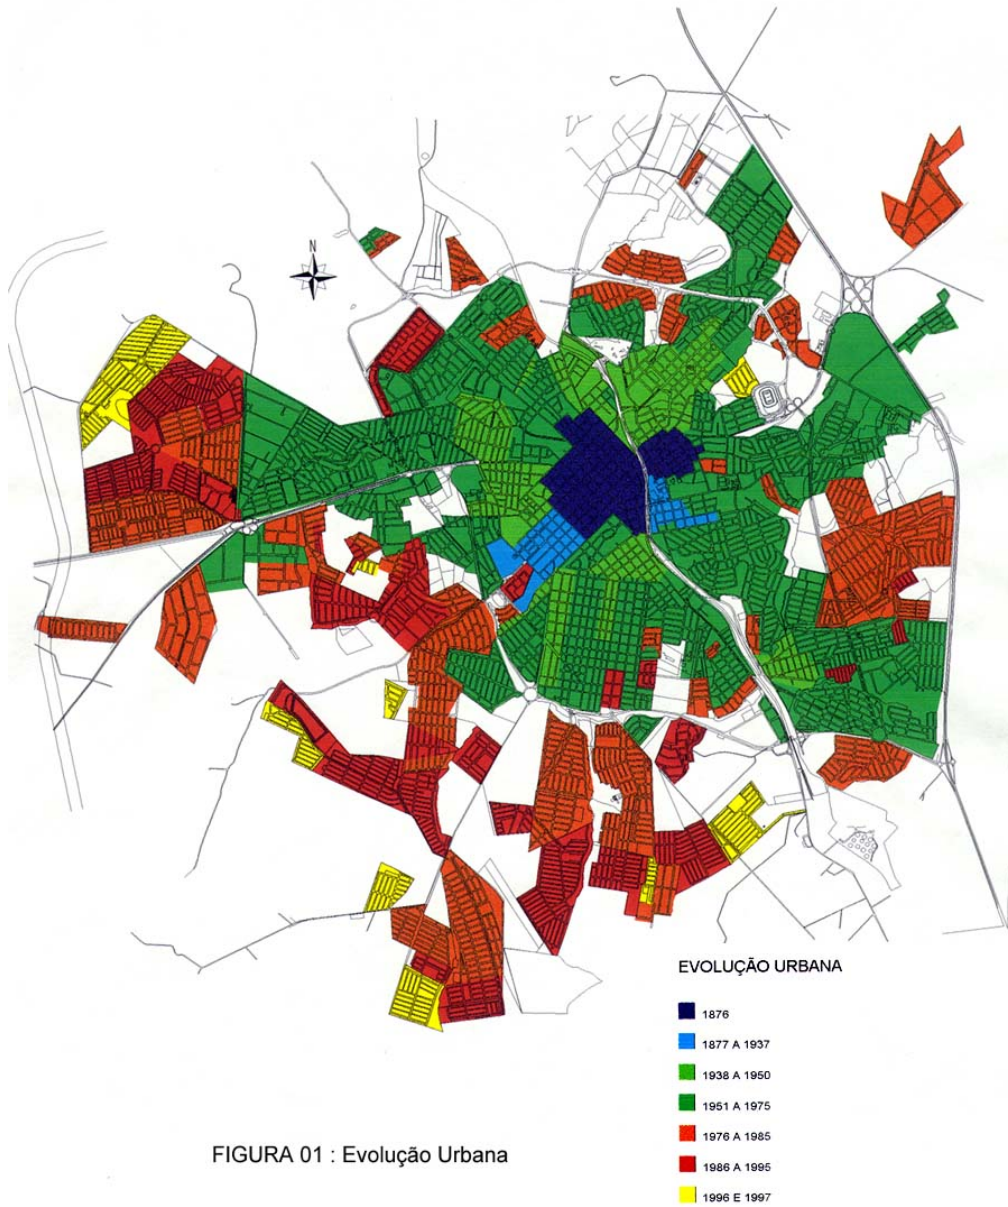 N
EVOLUÇÃO URBANA
1876
1877 A 1937
1938 A 1950
1951 A 1975
1976 A 1985
1986 A 1995
1996 E 1997
FIGURA 01 : Evolução Urbana